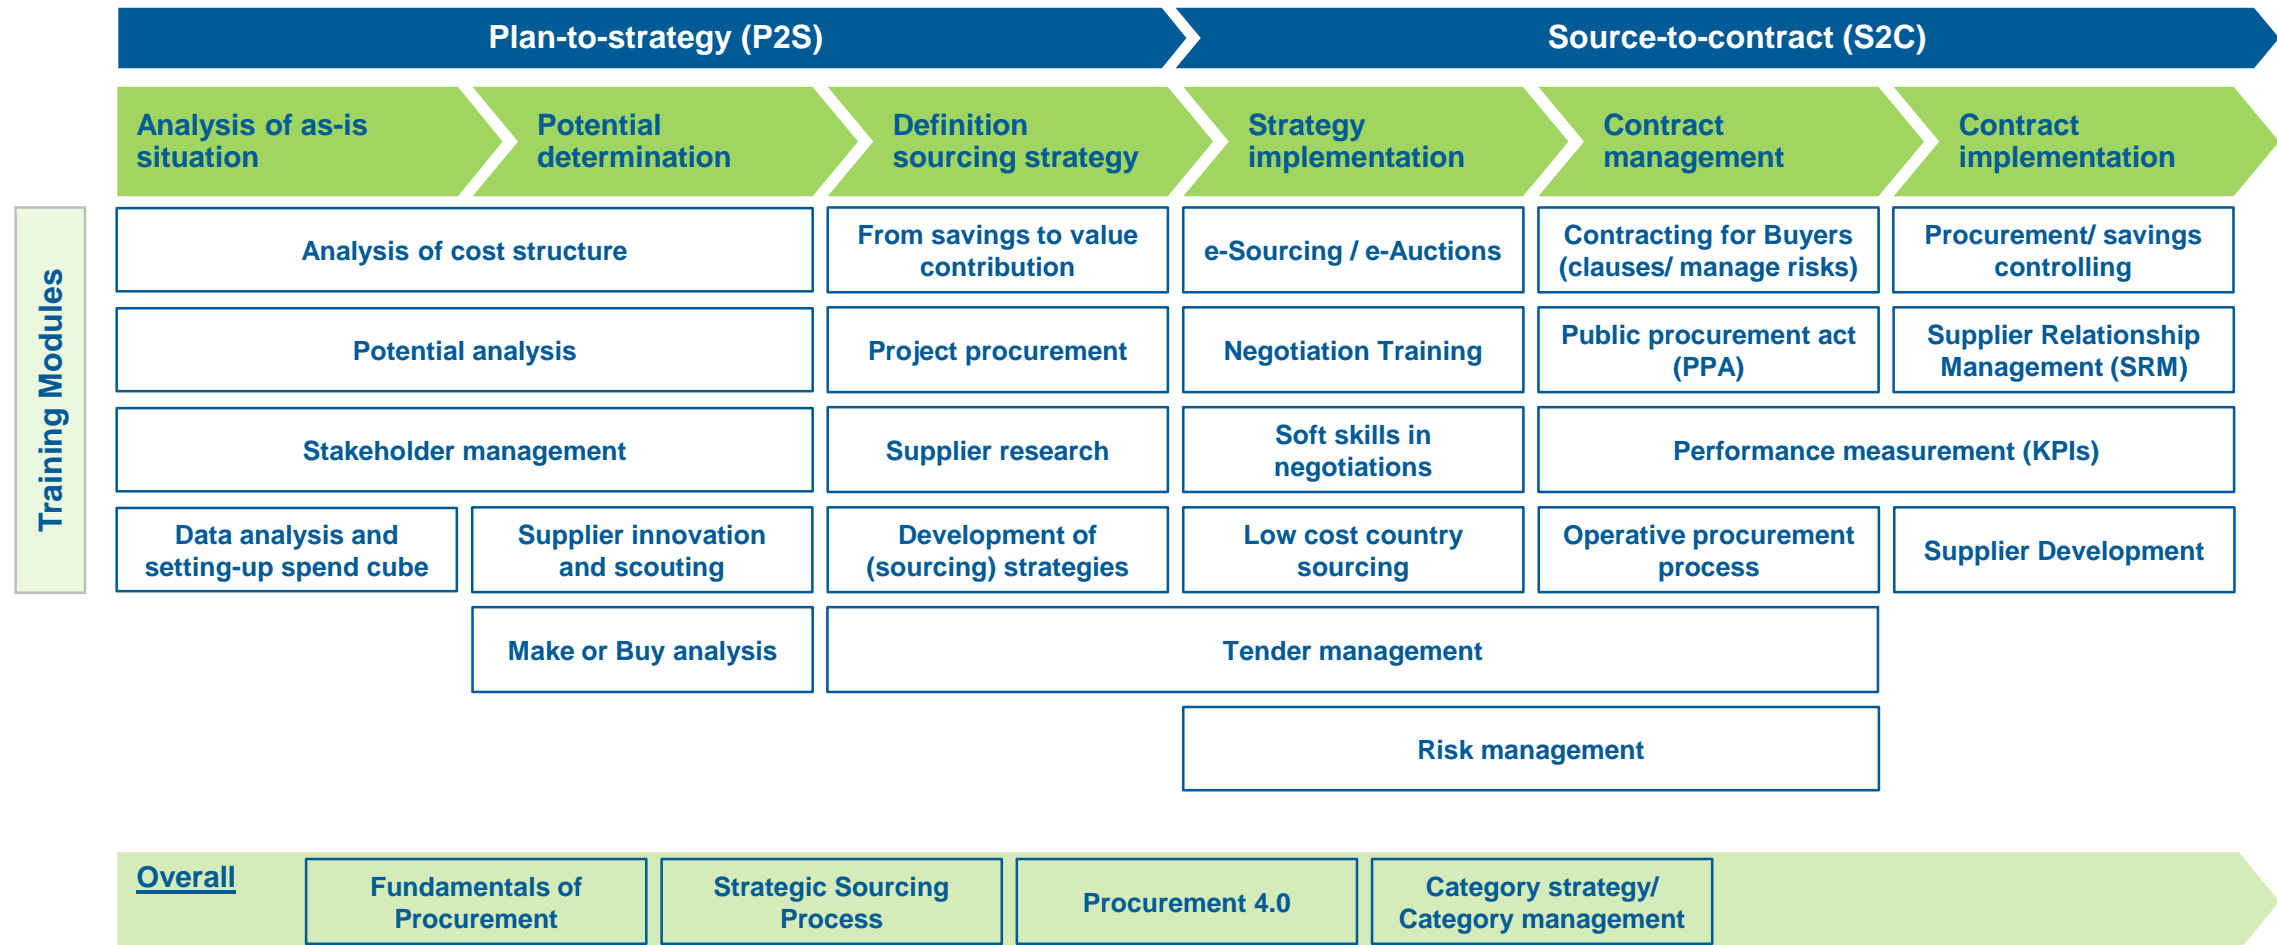 Plan-to-strategy (P2S)
Source-to-contract (S2C)
Analysis of as-is
situation
Potential
determination
Definition
sourcing strategy
Strategy
implementation
Contract
management
Contract
implementation
Training Modules
Analysis of cost structure
From savings to value
contribution
e-Sourcing / e-Auctions
Contracting for Buyers
(clauses/ manage risks)
Procurement/ savings
controlling
Potential analysis
Project procurement
Negotiation Training
Public procurement act
(PPA)
Supplier Relationship
Management (SRM)
Stakeholder management
Supplier research
Soft skills in
negotiations
Performance measurement (KPIs)
Data analysis and
setting-up spend cube
Supplier innovation
and scouting
Development of
(sourcing) strategies
Low cost country
sourcing
Operative procurement
process
Supplier Development
Make or Buy analysis
Tender management
Risk management
Overall
Fundamentals of
Procurement
Strategic Sourcing
Process
Procurement 4.0
Category strategy/
Category management